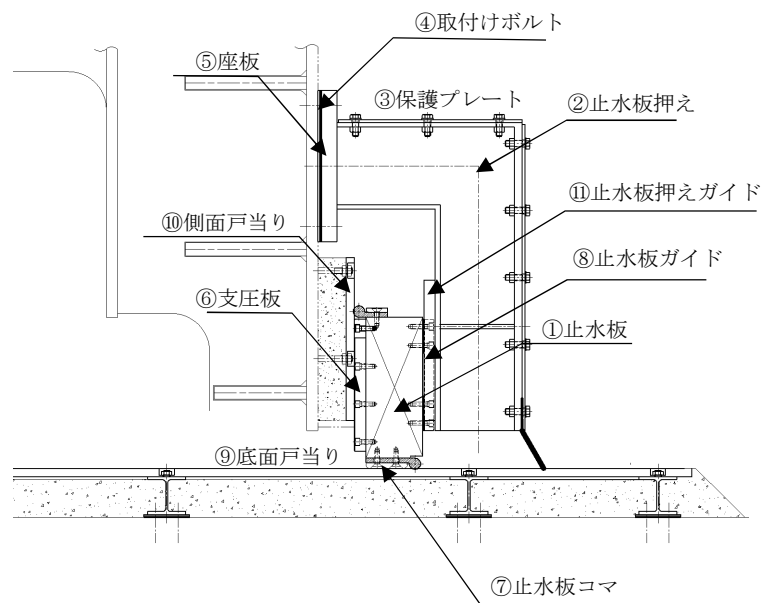 ④取付けボルト
⑤座板
③保護プレート
②止水板押え
⑪止水板押えガイド
⑩側面戸当り
⑧止水板ガイド
⑥支圧板
①止水板
⑨底面戸当り
⑦止水板コマ